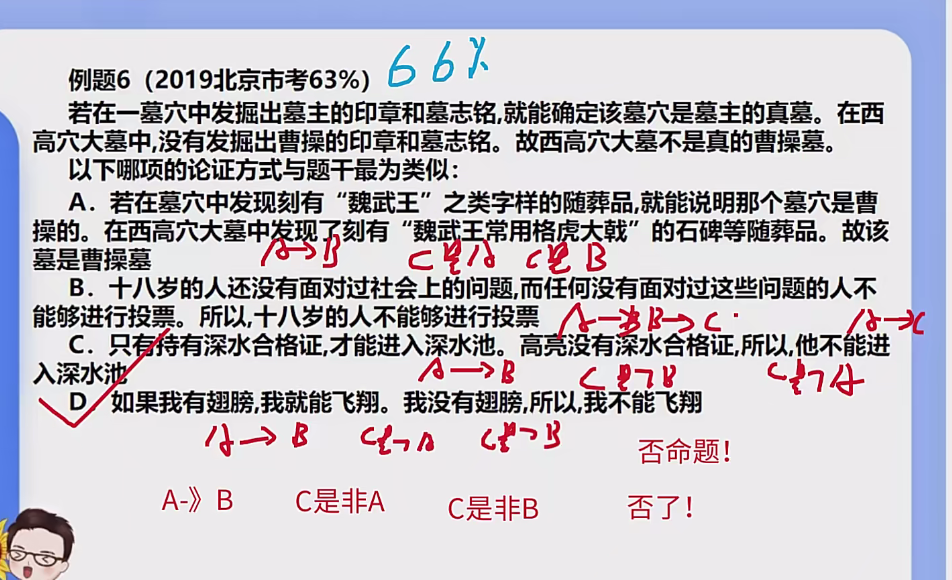 例题6（2019北京市考63%） 66%
若在一墓穴中发掘出墓主的印章和墓志铭,就能确定该墓穴是墓主的真墓。在西
高穴大墓中,没有发掘出曹操的印章和墓志铭。故西高穴大墓不是真的曹操墓。
以下哪项的论证方式与题干最为类似：
A．若在墓穴中发现刻有“魏武王”之类字样的随葬品,就能说明那个墓穴是曹
操的。在西高穴大墓中发现了刻有“魏武王常用格虎大戟”的石碑等随葬品。故该
墓是曹操墓
A→B C是A C是B
B．十八岁的人还没有面对过社会上的问题,而任何没有面对过这些问题的人不
能够进行投票。所以,十八岁的人不能够进行投票
B→C A→C
C．只有持有深水合格证,才能进入深水池。高亮没有深水合格证,所以,他不能进
入深水池
A→B C是¬B C是¬A
D．如果我有翅膀,我就能飞翔。我没有翅膀,所以,我不能飞翔
A→B C是¬A C是¬B
否命题！
A-》B C是非A C是非B 否了！